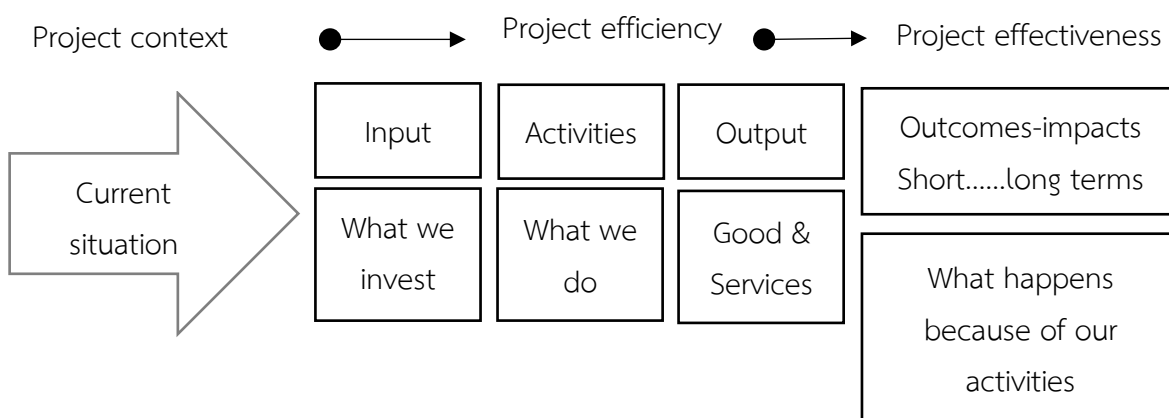 Project context
Project efficiency
Project effectiveness
Current
situation
Input
Activities
Output
Outcomes-impacts
Short......long terms
What we
invest
What we
do
Good &
Services
What happens
because of our
activities